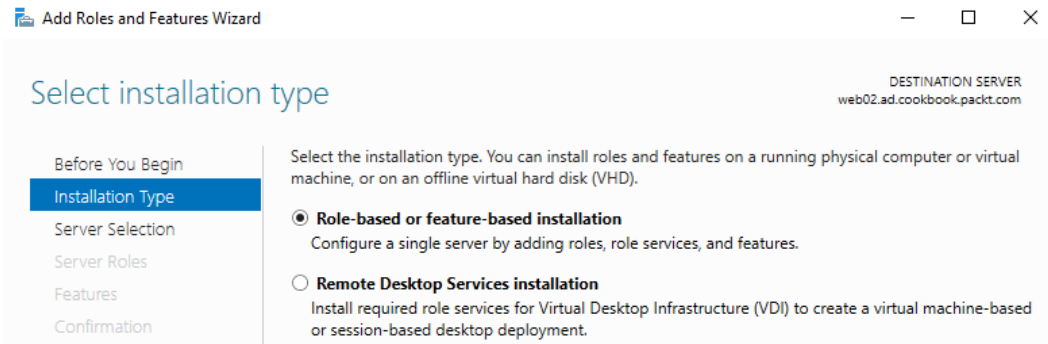 Add Roles and Features Wizard
Select installation type
DESTINATION SERVER
web02.ad.cookbook.packt.com
Before You Begin
Installation Type
Server Selection
Server Roles
Features
Confirmation
Select the installation type. You can install roles and features on a running physical computer or virtual
machine, or on an offline virtual hard disk (VHD).
Role-based or feature-based installation
Configure a single server by adding roles, role services, and features.
Remote Desktop Services installation
Install required role services for Virtual Desktop Infrastructure (VDI) to create a virtual machine-based
or session-based desktop deployment.